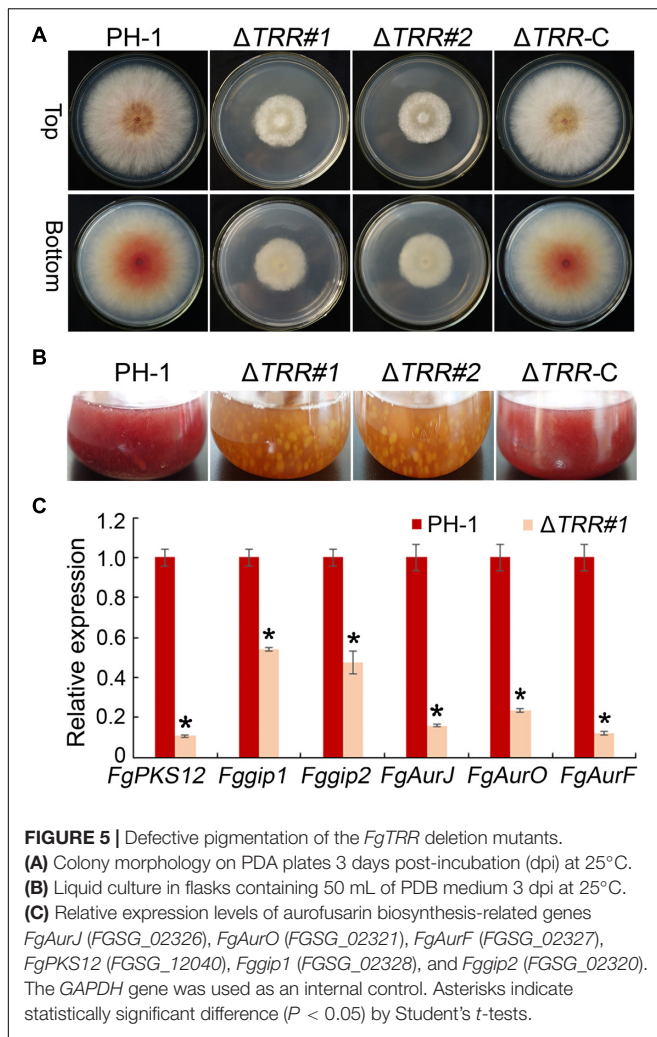 A
PH-1 ΔTRR#1 ΔTRR#2 ΔTRR-C
Top
Bottom
B
PH-1 ΔTRR#1 ΔTRR#2 ΔTRR-C
C
PH-1 ΔTRR#1
Relative expression
1.2
1.0
0.8
0.6
0.4
0.2
0
* * * * * *
FgPKS12 Fggip1 Fggip2 FgAurJ FgAurO FgAurF
FIGURE 5 | Defective pigmentation of the FgTRR deletion mutants.
(A) Colony morphology on PDA plates 3 days post-incubation (dpi) at 25°C.
(B) Liquid culture in flasks containing 50 mL of PDB medium 3 dpi at 25°C.
(C) Relative expression levels of aurofusarin biosynthesis-related genes
FgAurJ (FGSG_02326), FgAurO (FGSG_02321), FgAurF (FGSG_02327),
FgPKS12 (FGSG_12040), Fggip1 (FGSG_02328), and Fggip2 (FGSG_02320).
The GAPDH gene was used as an internal control. Asterisks indicate
statistically significant difference (P < 0.05) by Student's t-tests.